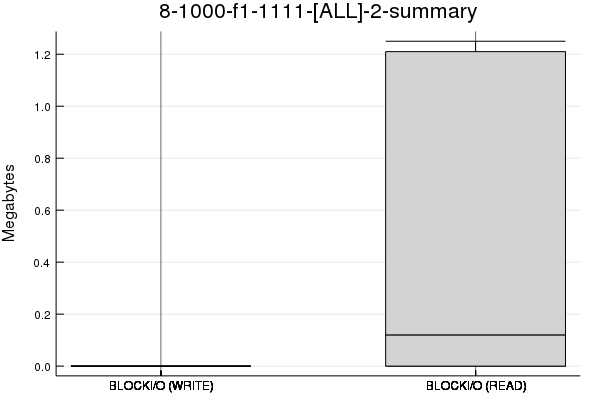 8-1000-f1-1111-[ALL]-2-summary
Megabytes
1.2
1.0
0.8
0.6
0.4
0.2
0.0
BLOCKI/O (WRITE)
BLOCKI/O (READ)